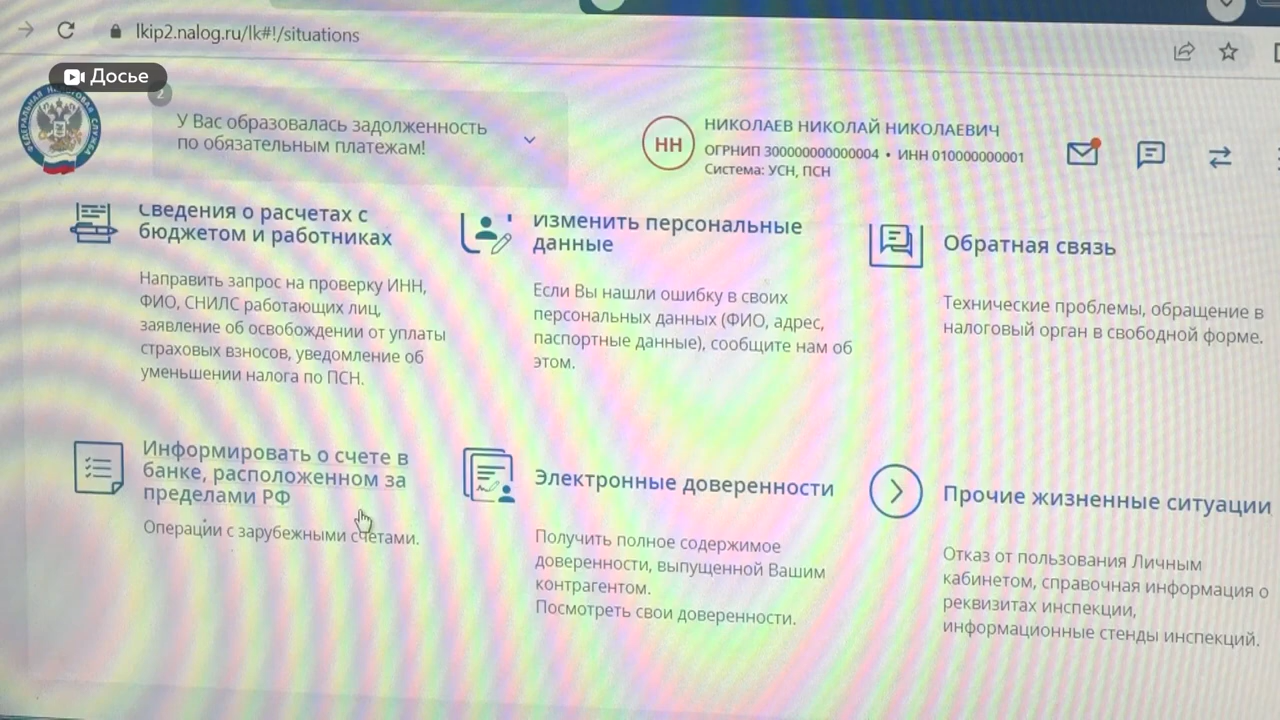 lkip2.nalog.ru/lk#!/situations
Досье
ФЕДЕРАЛЬНАЯ НАЛОГОВАЯ СЛУЖБА
2
У Вас образовалась задолженность
по обязательным платежам!
НН
НИКОЛАЕВ НИКОЛАЙ НИКОЛАЕВИЧ
ОГРНИП 300000000000004 • ИНН 010000000001
Система: УСН, ПСН
Сведения о расчетах с
бюджетом и работниках
Направить запрос на проверку ИНН,
ФИО, СНИЛС работающих лиц,
заявление об освобождении от уплаты
страховых взносов, уведомление об
уменьшении налога по ПСН.
Изменить персональные
данные
Если Вы нашли ошибку в своих
персональных данных (ФИО, адрес,
паспортные данные), сообщите нам об
этом.
Обратная связь
Технические проблемы, обращение в
налоговый орган в свободной форме.
Информировать о счете в
банке, расположенном за
пределами РФ
Операции с зарубежными счетами.
Электронные доверенности
Получить полное содержимое
доверенности, выпущенной Вашим
контрагентом.
Посмотреть свои доверенности.
Прочие жизненные ситуации
Отказ от пользования Личным
кабинетом, справочная информация о
реквизитах инспекции,
информационные стенды инспекций.